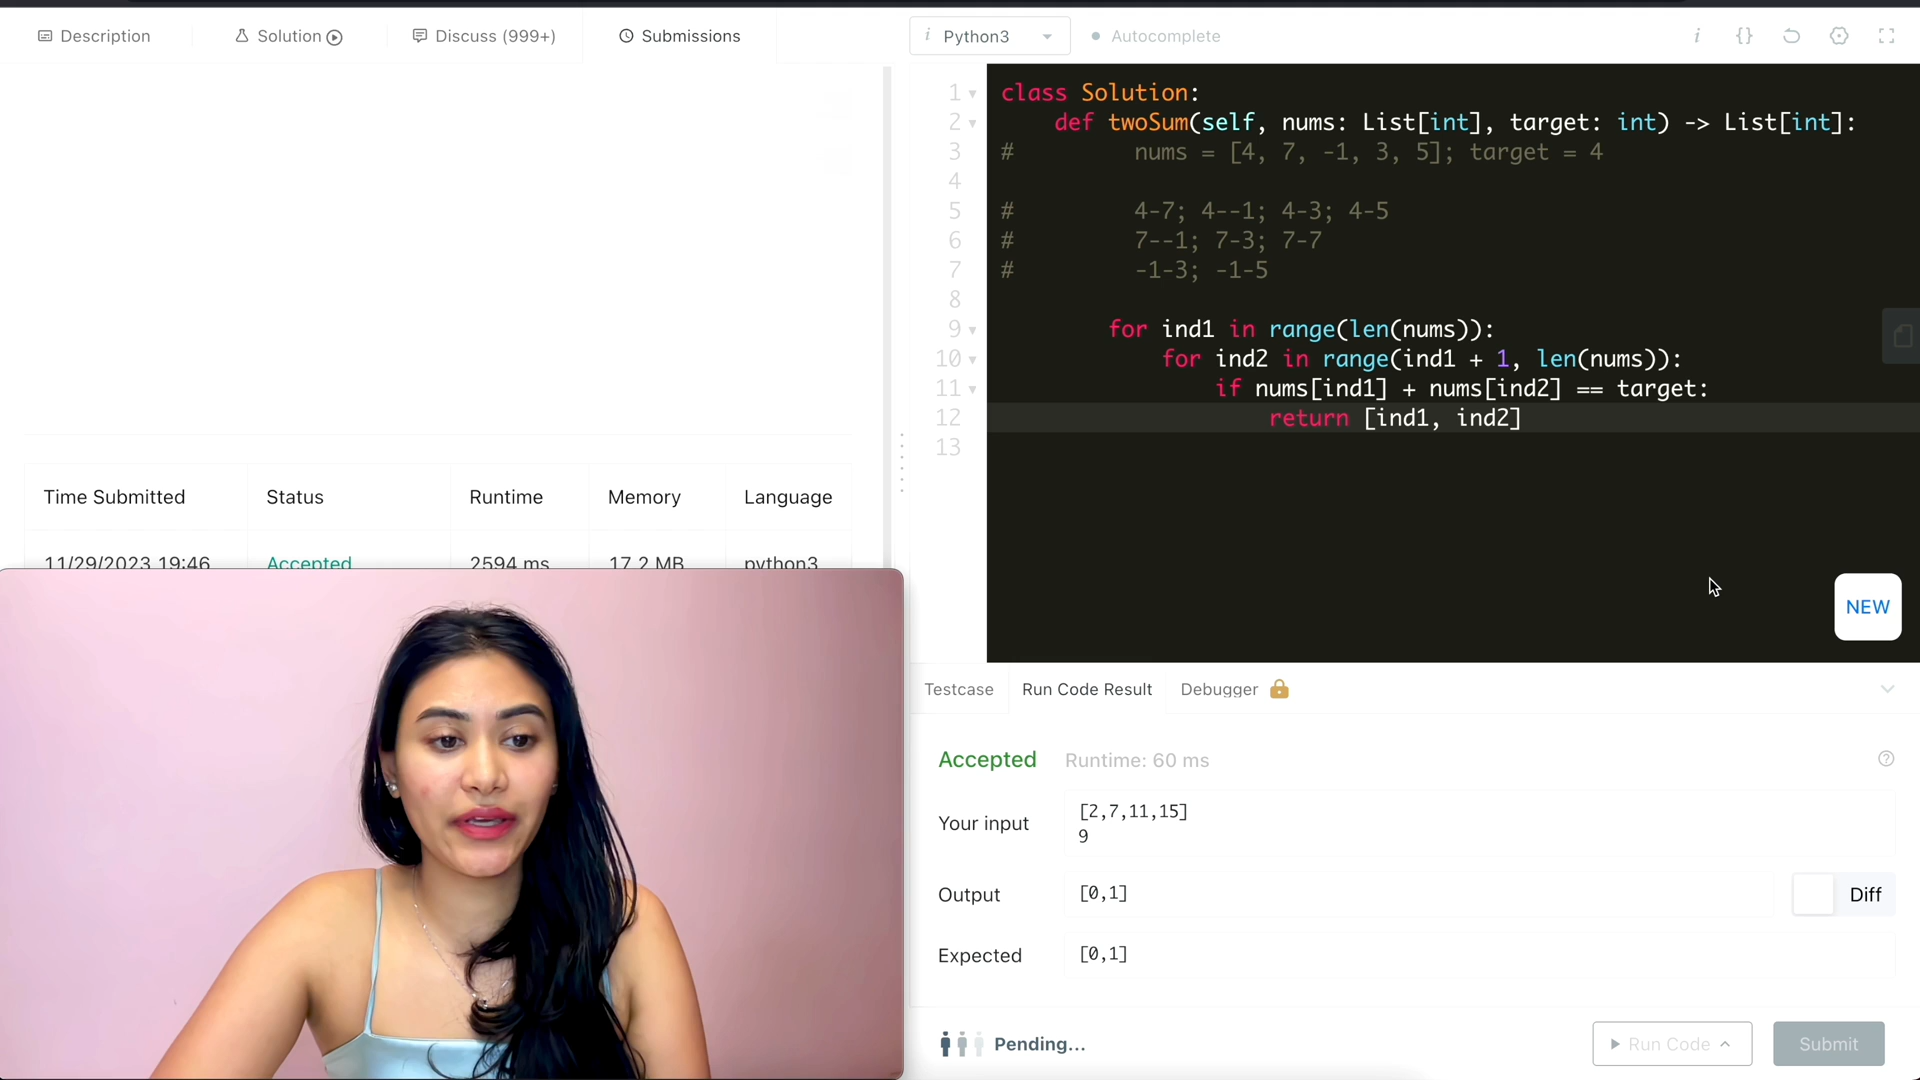 Description
Solution
Discuss (999+)
Submissions
i Python3
Autocomplete
i {}
1 class Solution:
2 def twoSum(self, nums: List[int], target: int) -> List[int]:
3 # nums = [4, 7, -1, 3, 5]; target = 4
4
5 # 4-7; 4--1; 4-3; 4-5
6 # 7--1; 7-3; 7-7
7 # -1-3; -1-5
8
9 for ind1 in range(len(nums)):
10 for ind2 in range(ind1 + 1, len(nums)):
11 if nums[ind1] + nums[ind2] == target:
12 return [ind1, ind2]
13
Time Submitted Status Runtime Memory Language
11/29/2023 19:46 Accepted 2594 ms 17.2 MB python3
NEW
Testcase Run Code Result Debugger
Accepted Runtime: 60 ms
Your input
[2,7,11,15]
9
Output [0,1]
Diff
Expected [0,1]
Pending...
Run Code
Submit